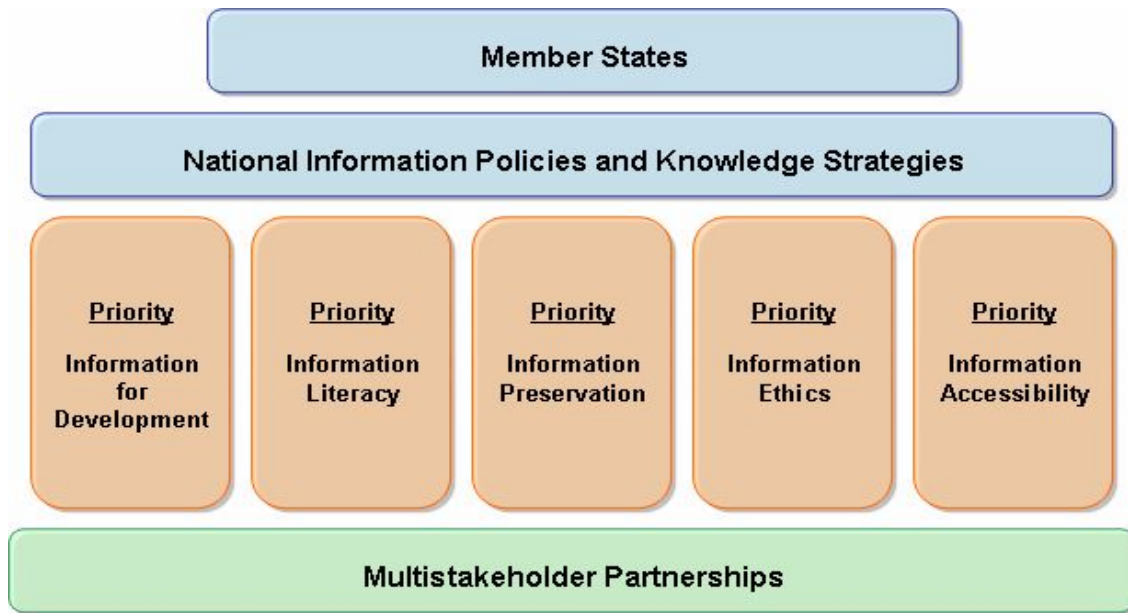 Member States
National Information Policies and Knowledge Strategies
Priority
Information
for
Development
Priority
Information
Literacy
Priority
Information
Preservation
Priority
Information
Ethics
Priority
Information
Accessibility
Multistakeholder Partnerships